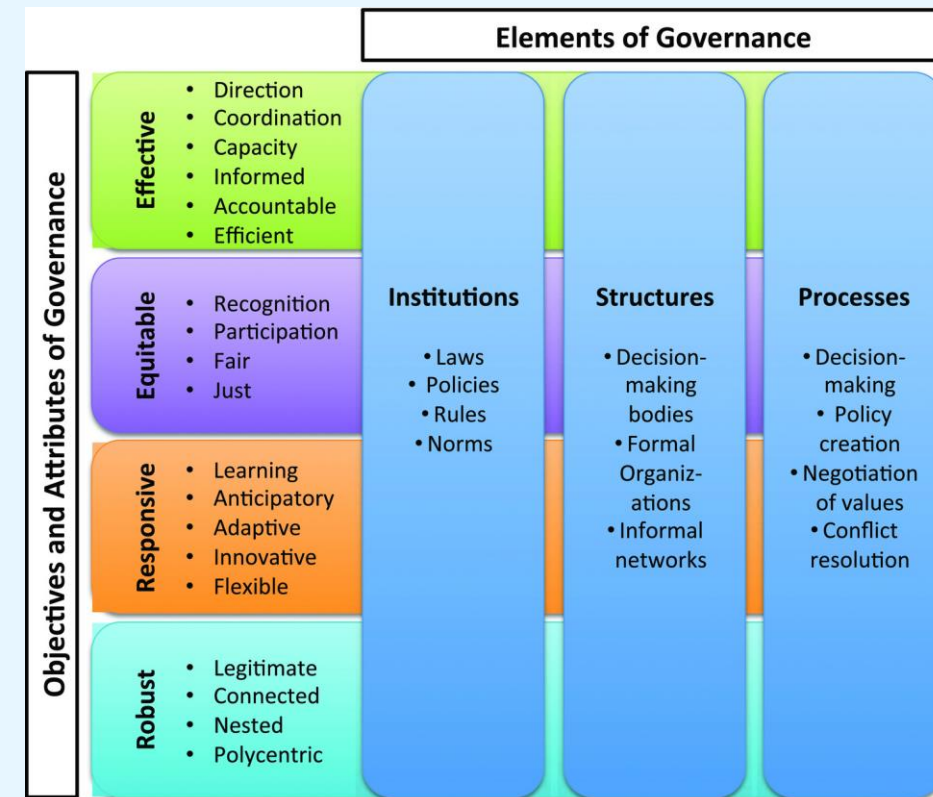 Elements of Governance
Objectives and Attributes of Governance
Effective
• Direction
• Coordination
• Capacity
• Informed
• Accountable
• Efficient
Equitable
• Recognition
• Participation
• Fair
• Just
Responsive
• Learning
• Anticipatory
• Adaptive
• Innovative
• Flexible
Robust
• Legitimate
• Connected
• Nested
• Polycentric
Institutions
• Laws
• Policies
• Rules
• Norms
Structures
• Decision-
making
bodies
• Formal
Organiz-
ations
• Informal
networks
Processes
• Decision-
making
• Policy
creation
• Negotiation
of values
• Conflict
resolution